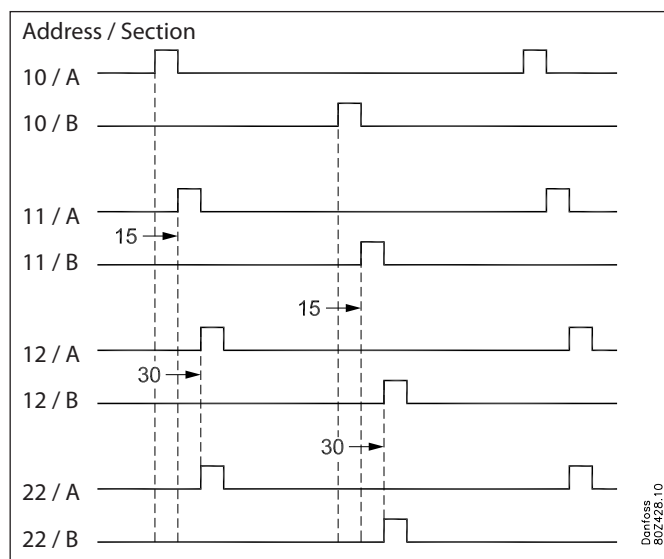 Address / Section
10 / A
10 / B
11 / A
15
11 / B
15
12 / A
30
12 / B
30
22 / A
22 / B
Danfoss
80Z428.10